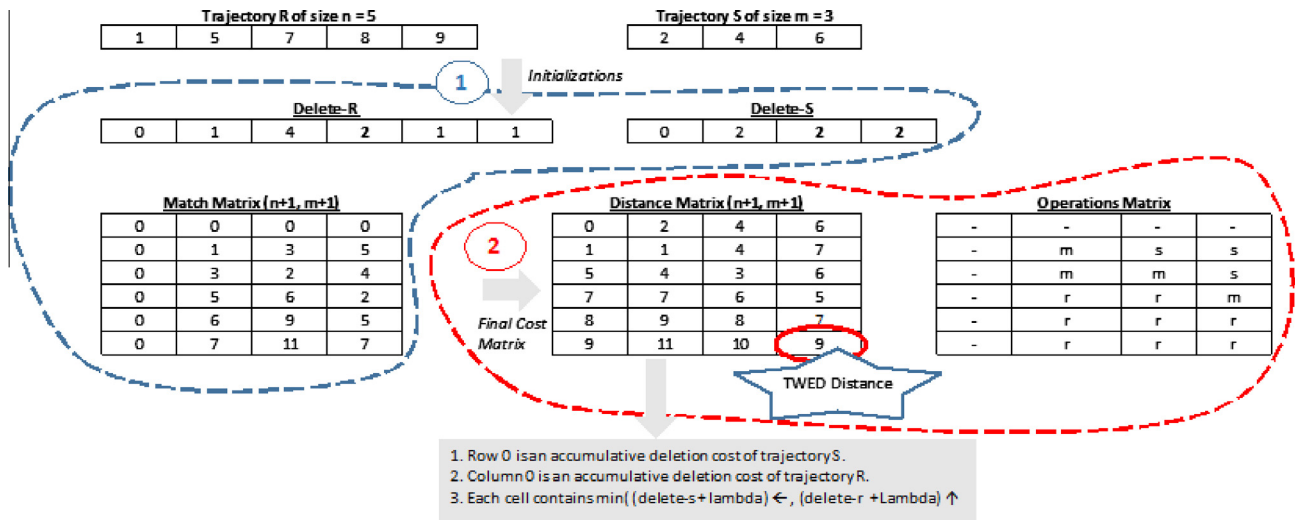 Trajectory R of size n = 5
1 5 7 8 9
Trajectory S of size m = 3
2 4 6
1
Initializations
Delete-R
0 1 4 2 1 1
Delete-S
0 2 2 2
Match Matrix (n+1, m+1)
0 0 0 0
0 1 3 5
0 3 2 4
0 5 6 2
0 6 9 5
0 7 11 7
2
Final Cost
Matrix
Distance Matrix (n+1, m+1)
0 2 4 6
1 1 4 7
5 4 3 6
7 7 6 5
8 9 8 7
9 11 10 9
TWED Distance
Operations Matrix
- - - -
- m s s
- m m s
- r r m
- r r r
- r r r
1. Row 0 is an accumulative deletion cost of trajectory S.
2. Column 0 is an accumulative deletion cost of trajectory R.
3. Each cell contains min( (delete-s + lambda) ←, (delete-r + Lambda) ↑